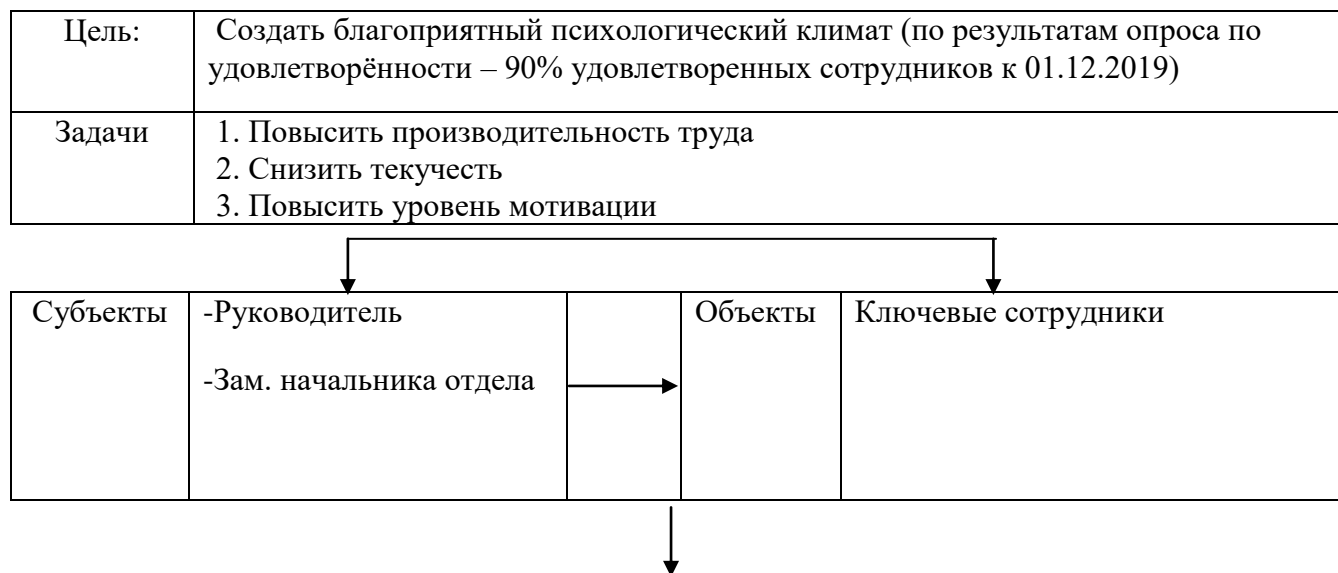 Цель:
Создать благоприятный психологический климат (по результатам опроса по
удовлетворённости – 90% удовлетворенных сотрудников к 01.12.2019)
Задачи
1. Повысить производительность труда
2. Снизить текучесть
3. Повысить уровень мотивации
Субъекты
-Руководитель
-Зам. начальника отдела
Объекты
Ключевые сотрудники